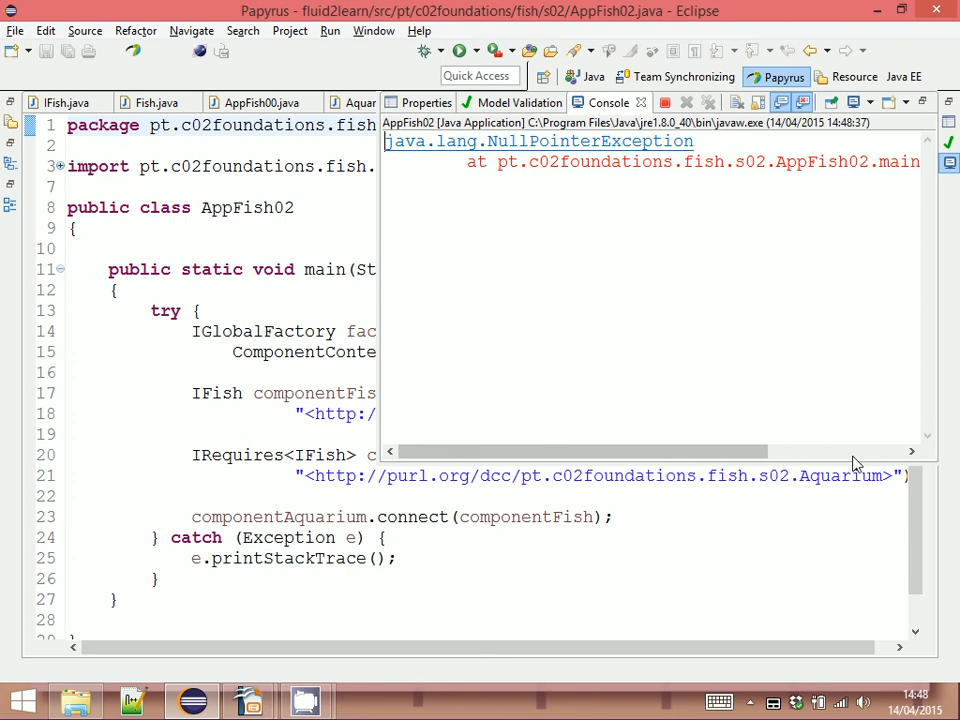 Papyrus - fluid2learn/src/pt/c02foundations/fish/s02/AppFish02.java - Eclipse
File Edit Source Refactor Navigate Search Project Run Window Help
Quick Access Java Team Synchronizing Papyrus Resource Java EE
IFish.java Fish.java AppFish00.java Aquar Properties Model Validation Console
AppFish02 [Java Application] C:\Program Files\Java\jre1.8.0_40\bin\javaw.exe (14/04/2015 14:48:37)
java.lang.NullPointerException
at pt.c02foundations.fish.s02.AppFish02.main
1 package pt.c02foundations.fish
2
3 import pt.c02foundations.fish.
7
8 public class AppFish02
9 {
10
11 public static void main(St
12 {
13 try {
14 IGlobalFactory fac
15 ComponentConte
16
17 IFish componentFis
18 "<http:/
19
20 IRequires<IFish> c
21 "<http://purl.org/dcc/pt.c02foundations.fish.s02.Aquarium>")
22
23 componentAquarium.connect(componentFish);
24 } catch (Exception e) {
25 e.printStackTrace();
26 }
27 }
28
29 }
14:48
14/04/2015